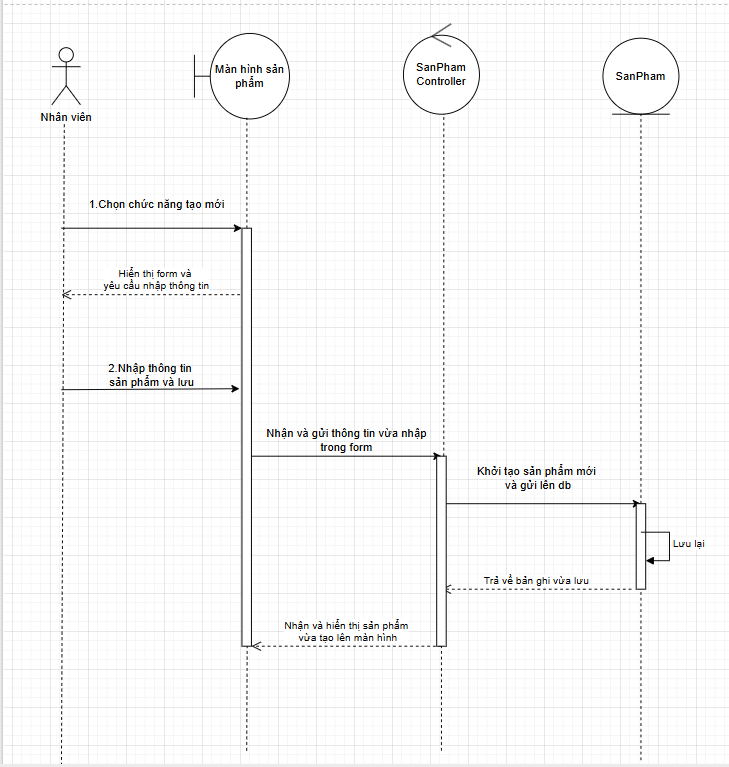 Màn hình sản
phẩm
SanPham
Controller
SanPham
Nhân viên
1.Chọn chức năng tạo mới
Hiển thị form và
yêu cầu nhập thông tin
2.Nhập thông tin
sản phẩm và lưu
Nhận và gửi thông tin vừa nhập
trong form
Khởi tạo sản phẩm mới
và gửi lên db
Lưu lại
Trả về bản ghi vừa lưu
Nhận và hiển thị sản phẩm
vừa tạo lên màn hình